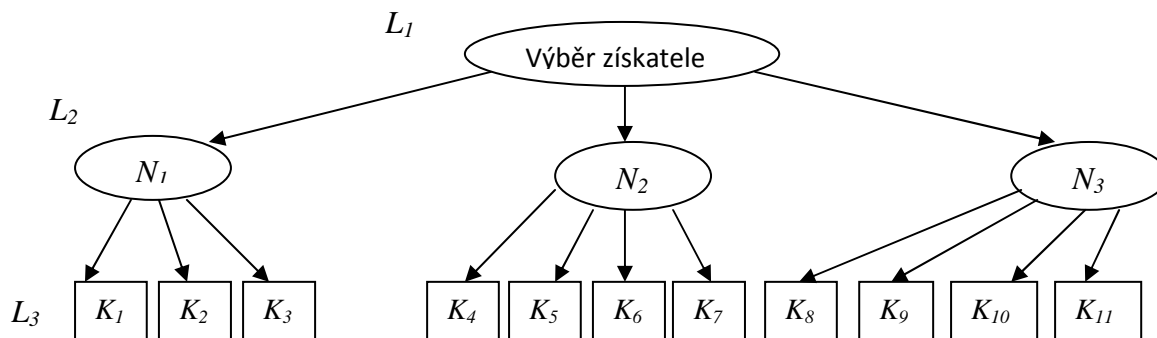 L₁
Výběr získatele
L₂
N₁ N₂ N₃
L₃ K₁ K₂ K₃ K₄ K₅ K₆ K₇ K₈ K₉ K₁₀ K₁₁